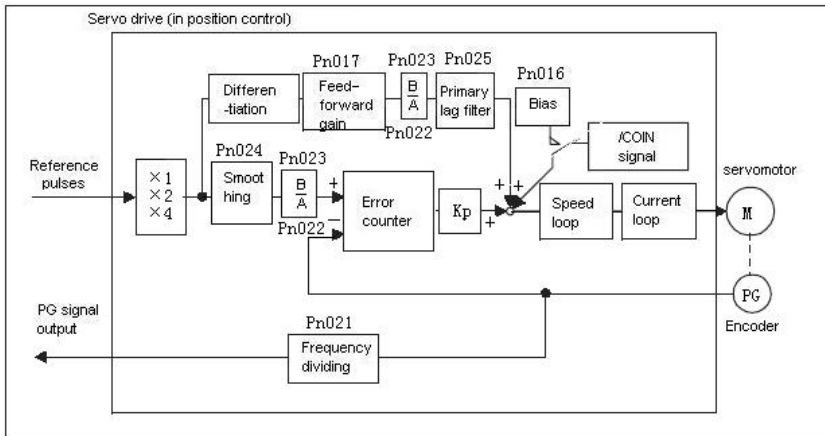 Servo drive (in position control)
Pn017
Pn023
Pn025
Pn016
Differen
-tiation
Feed-
forward
gain
B
A
Pn022
Primary
lag filter
Bias
/COIN
signal
Reference
pulses
×1
×2
×4
Pn024
Smoo
thing
Pn023
B
A
Pn022
+
−
Error
counter
Kp
+
+
+
Speed
loop
Current
loop
servomotor
M
PG
Encoder
PG signal
output
Pn021
Frequency
dividing